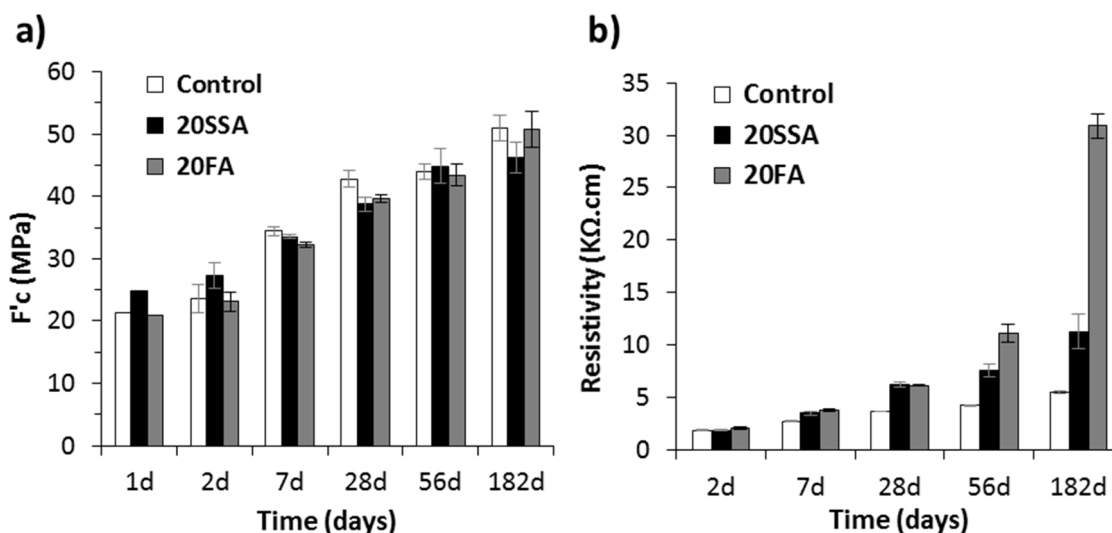 a)
F'c (MPa)
60
50
40
30
20
10
0
Control
20SSA
20FA
1d 2d 7d 28d 56d 182d
Time (days)
b)
Resistivity (KΩ.cm)
35
30
25
20
15
10
5
0
Control
20SSA
20FA
2d 7d 28d 56d 182d
Time (days)